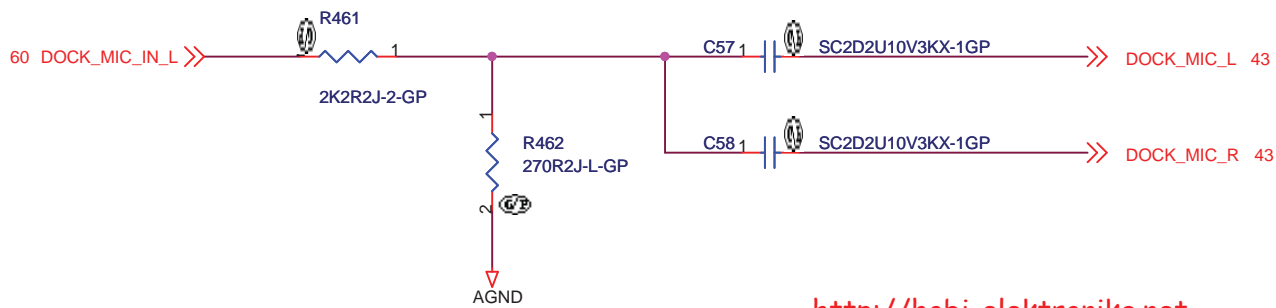 R461
60 DOCK_MIC_IN_L
1
2K2R2J-2-GP
C57 1
SC2D2U10V3KX-1GP
DOCK_MIC_L 43
1
R462
270R2J-L-GP
2
G/P
C58 1
SC2D2U10V3KX-1GP
DOCK_MIC_R 43
AGND